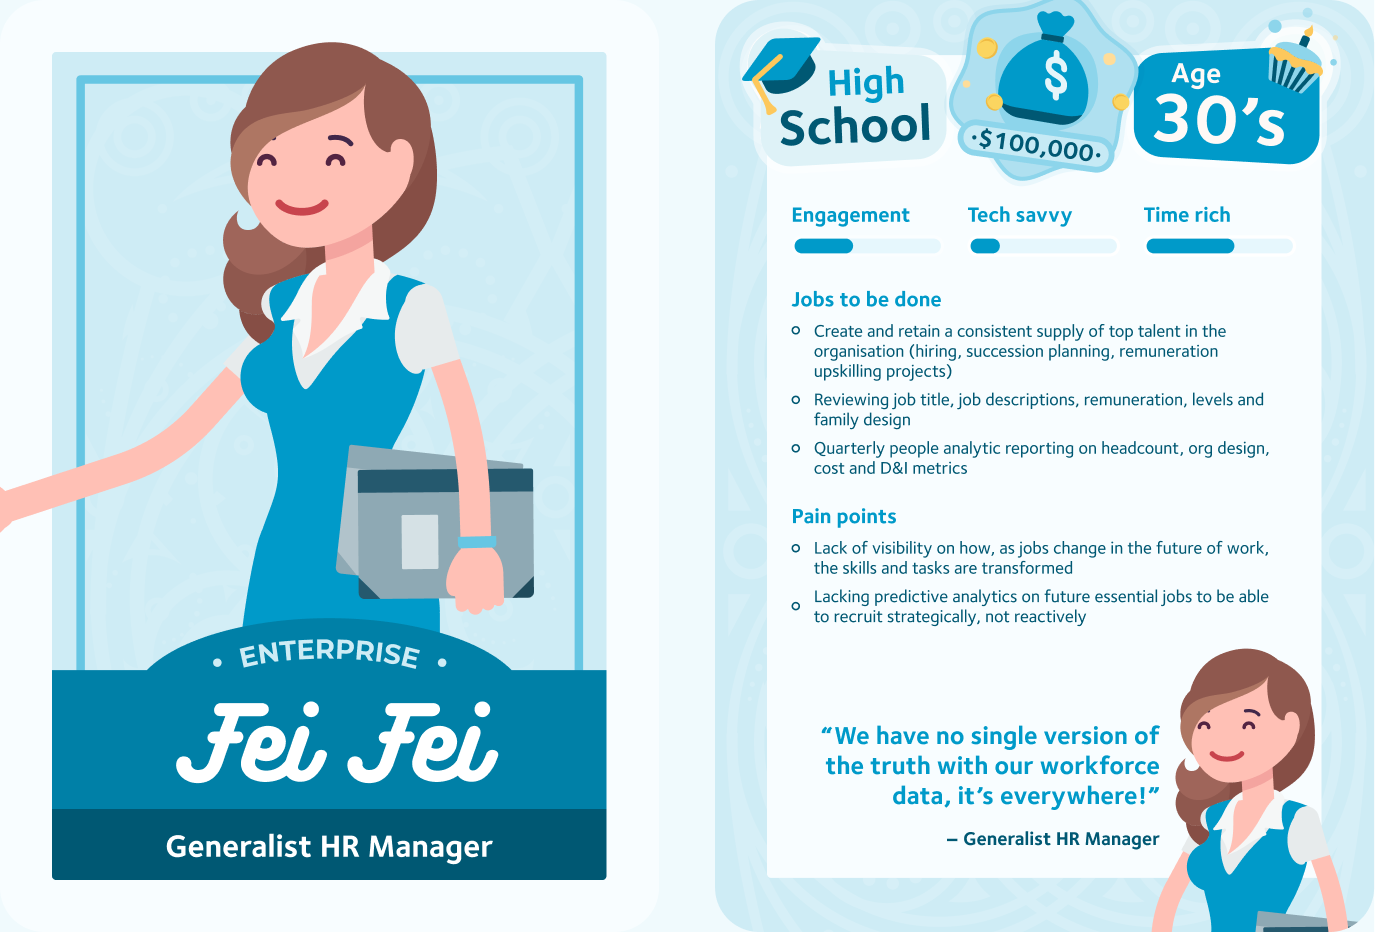 ENTERPRISE
Fei Fei
Generalist HR Manager
High
School
$
·$100,000·
Age
30's
Engagement
Tech savvy
Time rich
Jobs to be done
Create and retain a consistent supply of top talent in the
organisation (hiring, succession planning, remuneration
upskilling projects)
Reviewing job title, job descriptions, remuneration, levels and
family design
Quarterly people analytic reporting on headcount, org design,
cost and D&I metrics
Pain points
Lack of visibility on how, as jobs change in the future of work,
the skills and tasks are transformed
Lacking predictive analytics on future essential jobs to be able
to recruit strategically, not reactively
“We have no single version of
the truth with our workforce
data, it's everywhere!”
– Generalist HR Manager